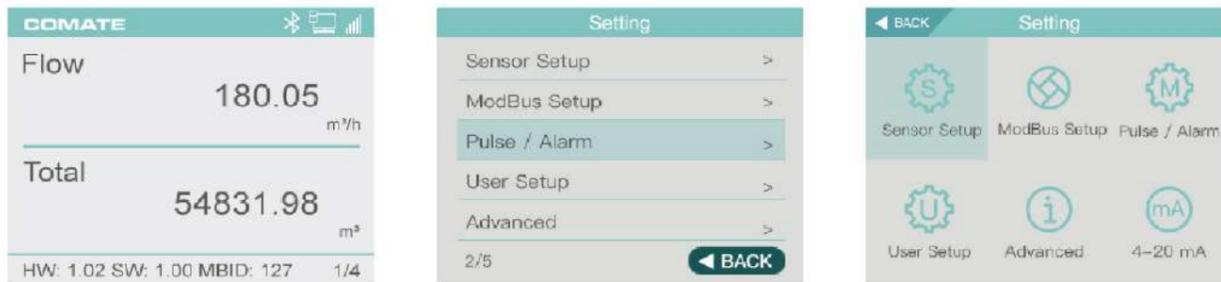 COMATE
Flow
180.05
m³/h
Total
54831.98
m³
HW: 1.02 SW: 1.00 MBID: 127 1/4
Setting
Sensor Setup >
ModBus Setup >
Pulse / Alarm >
User Setup >
Advanced >
2/5 ◀ BACK
◀ BACK Setting
S M
Sensor Setup ModBus Setup Pulse / Alarm
U i mA
User Setup Advanced 4-20 mA